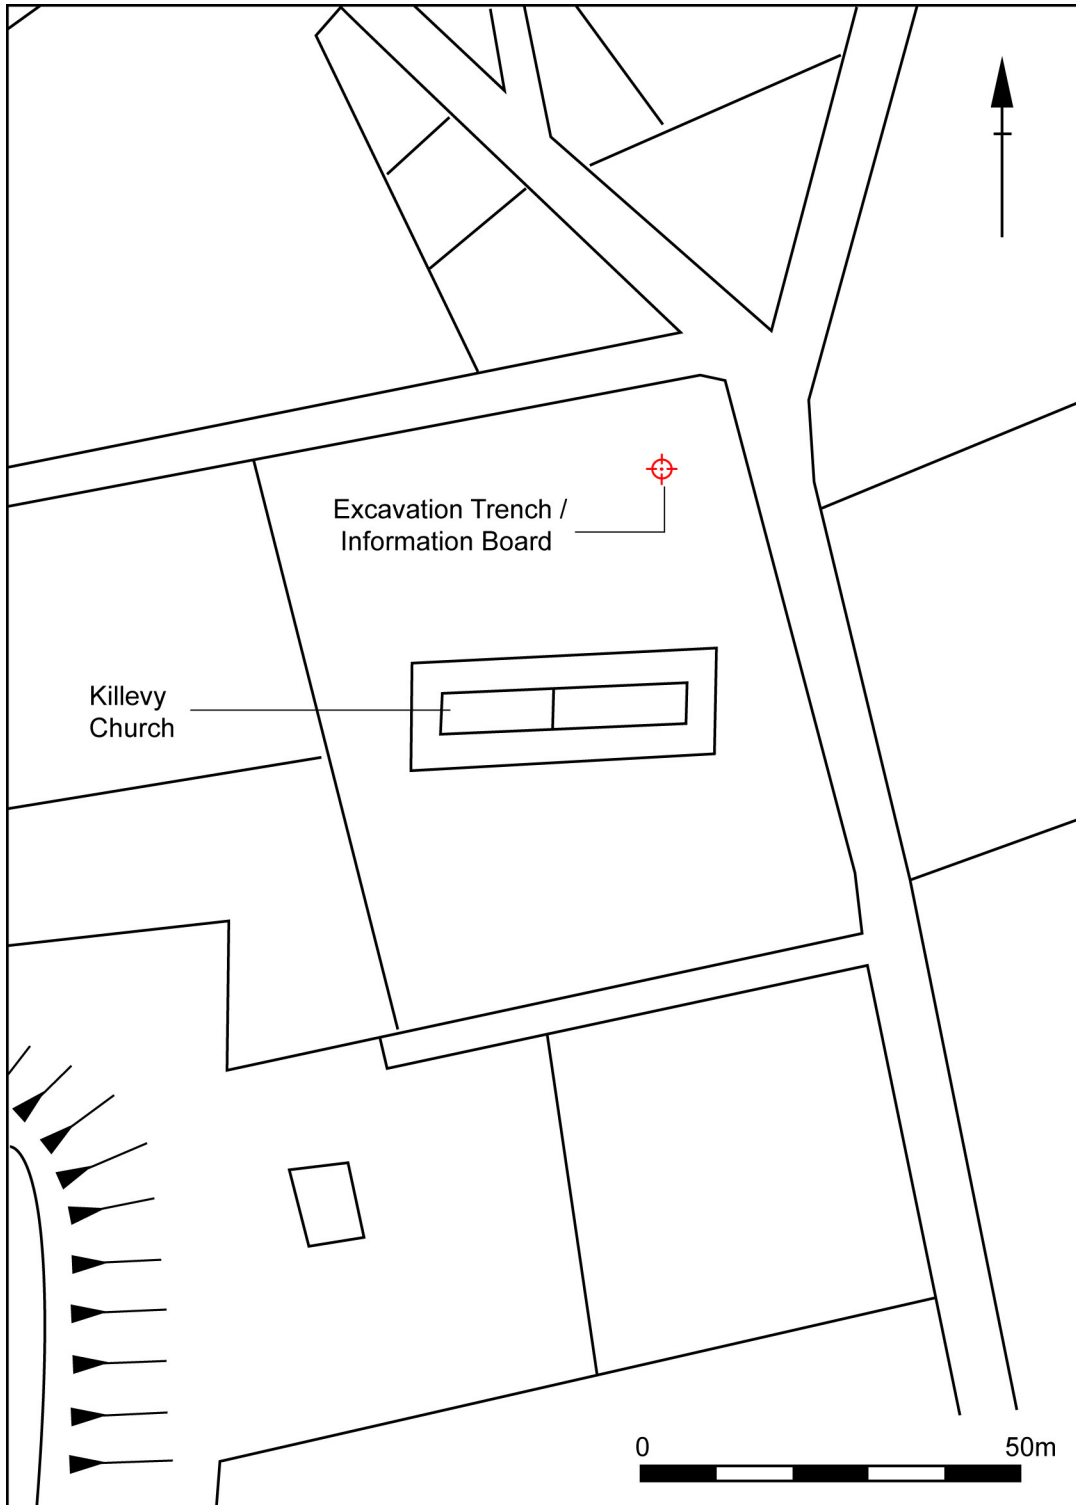 Excavation Trench /
Information Board
Killevy
Church
0 50m